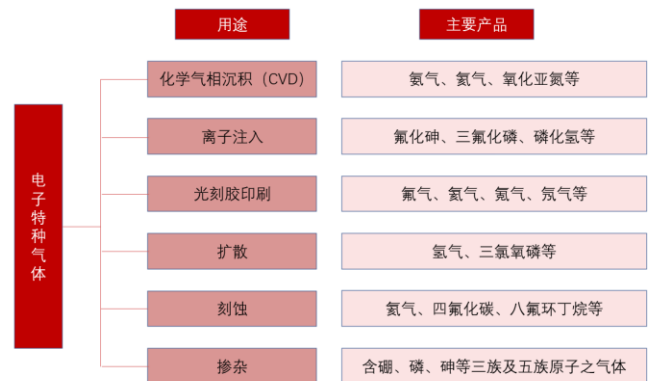 用途
主要产品
电子特种气体
化学气相沉积（CVD）
氨气、氦气、氧化亚氮等
离子注入
氟化砷、三氟化磷、磷化氢等
光刻胶印刷
氟气、氦气、氪气、氖气等
扩散
氢气、三氯氧磷等
刻蚀
氦气、四氟化碳、八氟环丁烷等
掺杂
含硼、磷、砷等三族及五族原子之气体